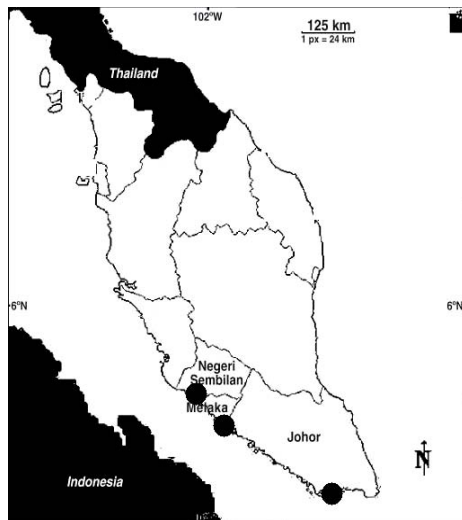 102°W
125 km
1 px = 24 km
Thailand
6°N
6°N
Negeri
Sembilan
Melaka
Johor
N
Indonesia